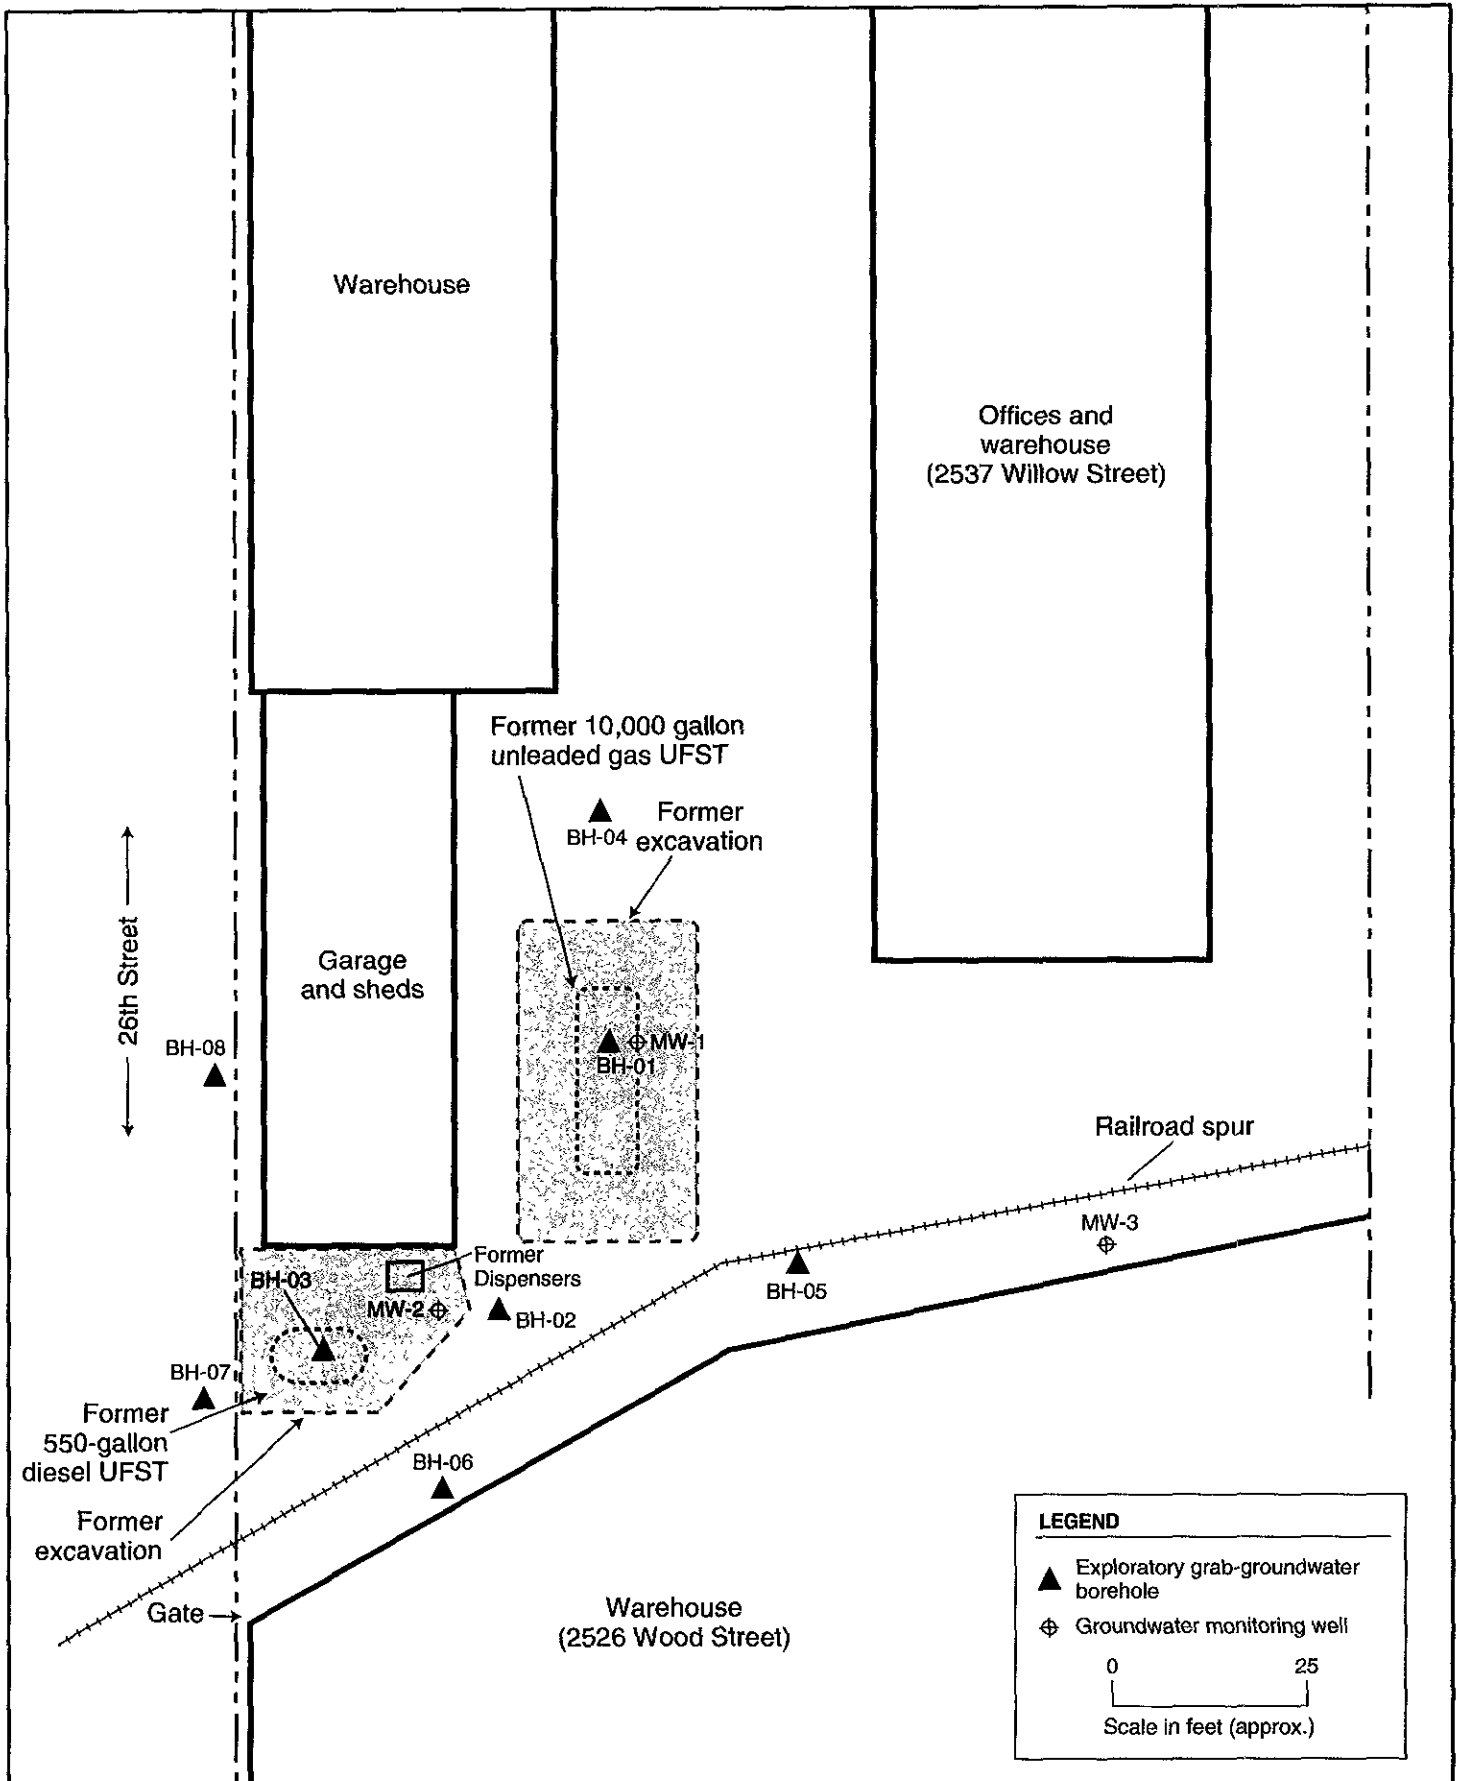 Warehouse
Offices and
warehouse
(2537 Willow Street)
Former 10,000 gallon
unleaded gas UFST
BH-04
Former
excavation
26th Street
Garage
and sheds
BH-08
MW-1
BH-01
Railroad spur
MW-3
Former
Dispensers
BH-03
MW-2
BH-02
BH-05
BH-07
Former
550-gallon
diesel UFST
BH-06
Former
excavation
Gate
Warehouse
(2526 Wood Street)
LEGEND
Exploratory grab-groundwater
borehole
Groundwater monitoring well
0 25
Scale in feet (approx.)